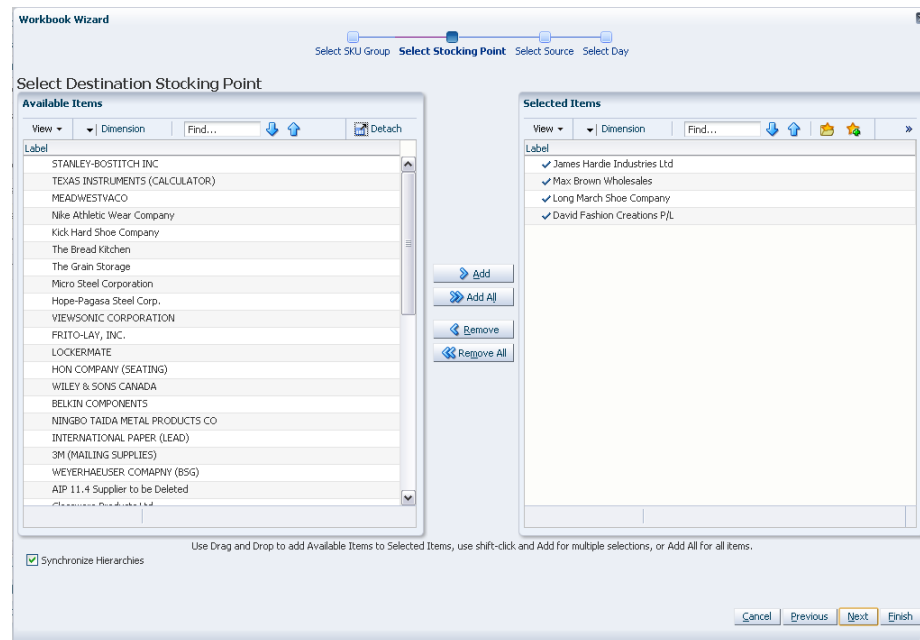 Workbook Wizard
Select SKU Group Select Stocking Point Select Source Select Day
Select Destination Stocking Point
Available Items
View Dimension Find... Detach
Label
STANLEY-BOSTITCH INC
TEXAS INSTRUMENTS (CALCULATOR)
MEADWESTVACO
Nike Athletic Wear Company
Kick Hard Shoe Company
The Bread Kitchen
The Grain Storage
Micro Steel Corporation
Hope-Pagasa Steel Corp.
VIEWSONIC CORPORATION
FRITO-LAY, INC.
LOCKERMATE
HON COMPANY (SEATING)
WILEY & SONS CANADA
BELKIN COMPONENTS
NINGBO TAIDA METAL PRODUCTS CO
INTERNATIONAL PAPER (LEAD)
3M (MAILING SUPPLIES)
WEYERHAEUSER COMAPNY (BSG)
AIP 11.4 Supplier to be Deleted
Add
Add All
Remove
Remove All
Selected Items
View Dimension Find...
Label
James Hardie Industries Ltd
Max Brown Wholesales
Long March Shoe Company
David Fashion Creations P/L
Use Drag and Drop to add Available Items to Selected Items, use shift-click and Add for multiple selections, or Add All for all items.
Synchronize Hierarchies
Cancel Previous Next Finish